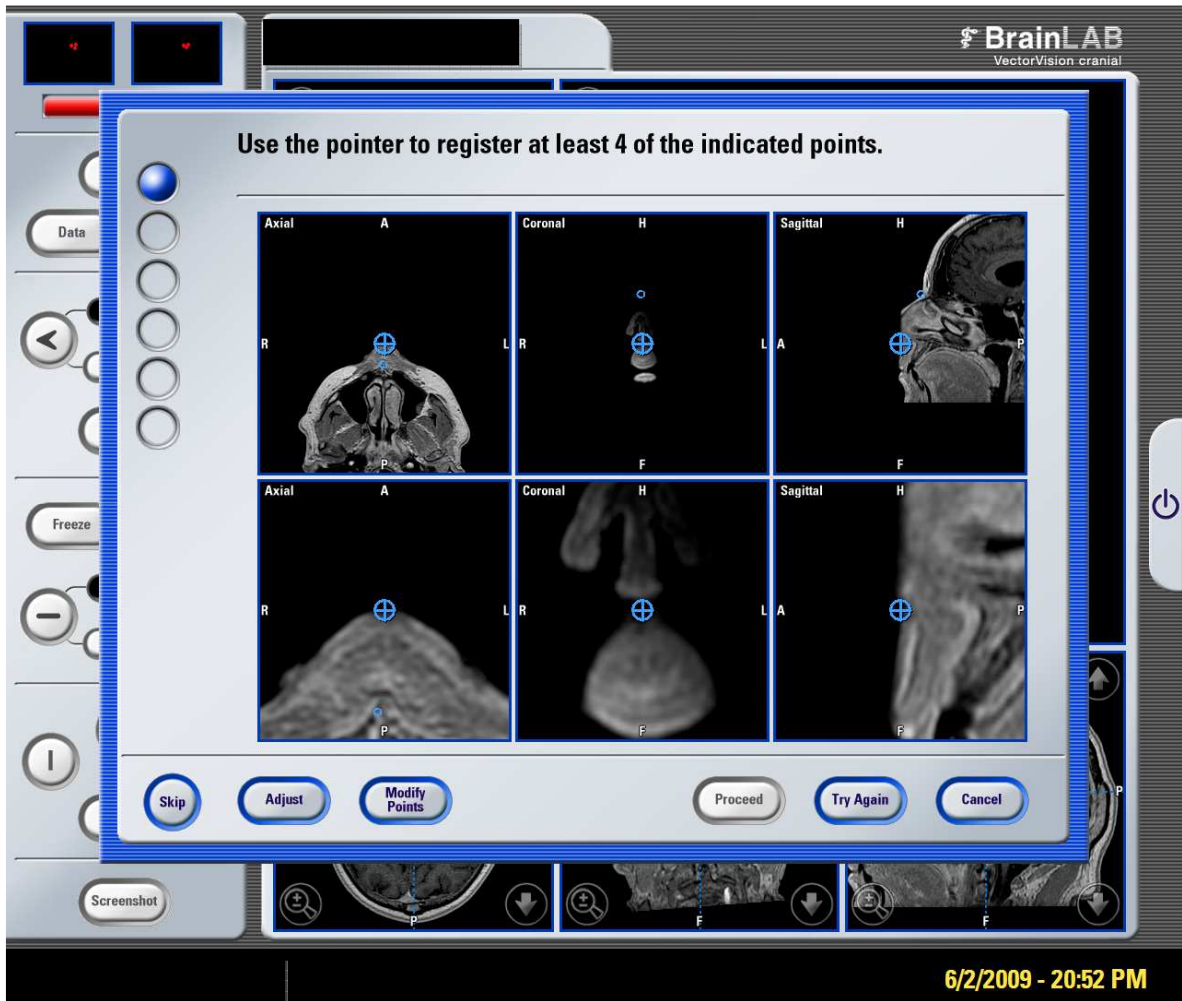 BrainLAB
VectorVision cranial
Use the pointer to register at least 4 of the indicated points.
Data
Freeze
Screenshot
Axial A
R L
P
Coronal H
R L
F
Sagittal H
A P
F
Axial A
R L
P
Coronal H
R L
F
Sagittal H
A P
F
Skip
Adjust
Modify
Points
Proceed
Try Again
Cancel
P
P
F
F
6/2/2009 - 20:52 PM